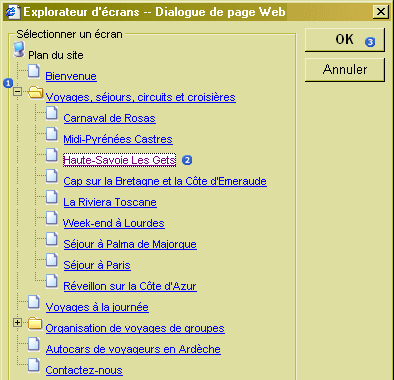 Explorateur d'écrans -- Dialogue de page Web
Sélectionner un écran
OK 3
Plan du site
Annuler
Bienvenue
1
Voyages, séjours, circuits et croisières
Carnaval de Rosas
Midi-Pyrénées Castres
Haute-Savoie Les Gets 2
Cap sur la Bretagne et la Côte d'Emeraude
La Riviera Toscane
Week-end à Lourdes
Séjour à Palma de Majorque
Séjour à Paris
Réveillon sur la Côte d'Azur
Voyages à la journée
Organisation de voyages de groupes
Autocars de voyageurs en Ardèche
Contactez-nous